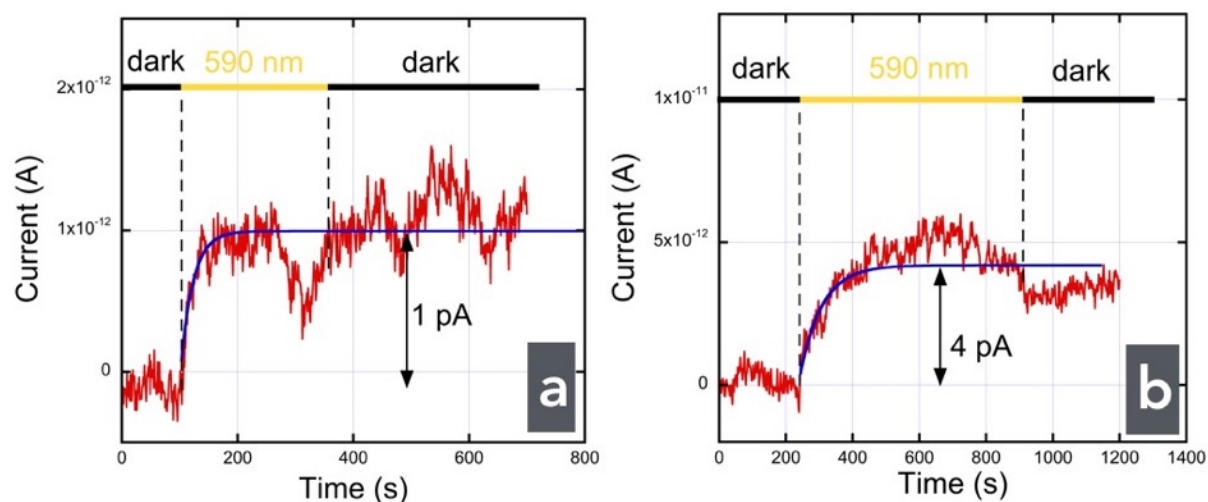 dark 590 nm dark
2x10⁻¹²
1x10⁻¹²
0
Current (A)
1 pA
a
0 200 400 600 800
Time (s)
dark 590 nm dark
1x10⁻¹¹
5x10⁻¹²
0
Current (A)
4 pA
b
0 200 400 600 800 1000 1200 1400
Time (s)